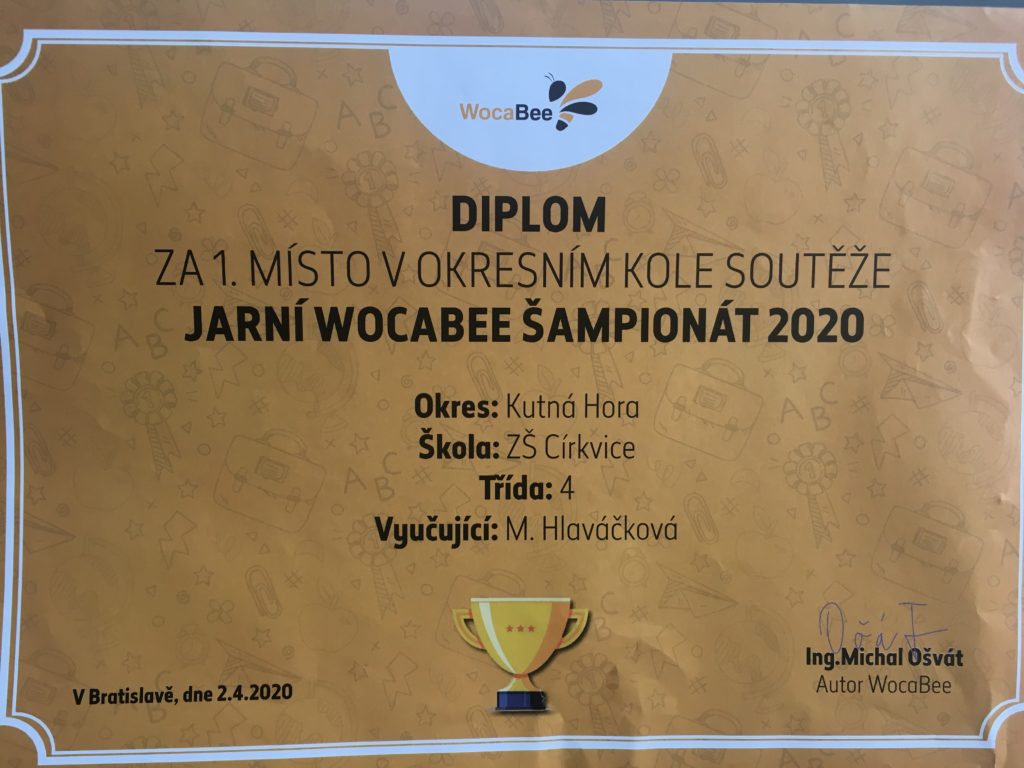 WocaBee
DIPLOM
ZA 1. MÍSTO V OKRESNÍM KOLE SOUTĚŽE
JARNÍ WOCABEE ŠAMPIONÁT 2020
Okres: Kutná Hora
Škola: ZŠ Církvice
Třída: 4
Vyučující: M. Hlaváčková
V Bratislavě, dne 2.4.2020
Ing.Michal Ošvát
Autor WocaBee